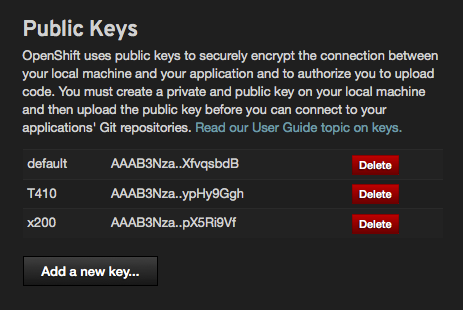 Public Keys
OpenShift uses public keys to securely encrypt the connection between
your local machine and your application and to authorize you to upload
code. You must create a private and public key on your local machine
and then upload the public key before you can connect to your
applications' Git repositories. Read our User Guide topic on keys.
default AAAB3Nza..XfvqsbdB Delete
T410 AAAB3Nza..ypHy9Ggh Delete
x200 AAAB3Nza..pX5Ri9Vf Delete
Add a new key...